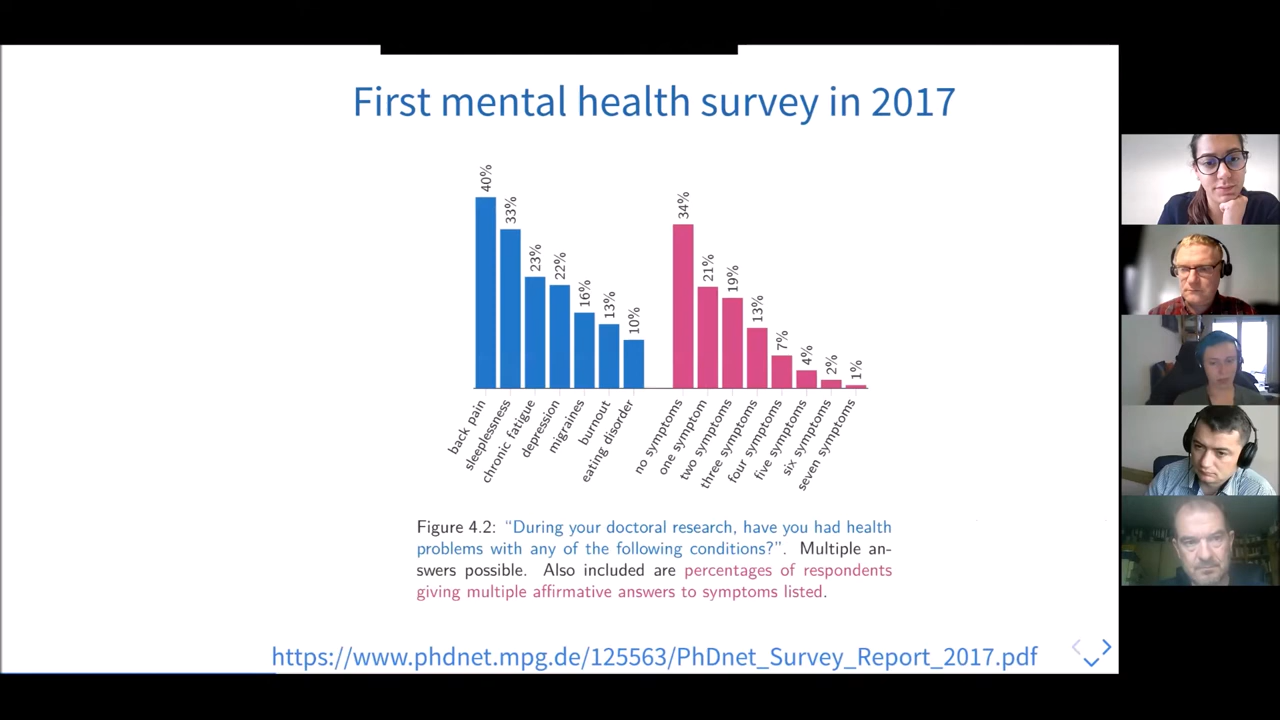 First mental health survey in 2017
40%
33%
23%
22%
16%
13%
10%
34%
21%
19%
13%
7%
4%
2%
1%
back pain
sleeplessness
chronic fatigue
depression
migraines
burnout
eating disorder
no symptoms
one symptom
two symptoms
three symptoms
four symptoms
five symptoms
six symptoms
seven symptoms
Figure 4.2: “During your doctoral research, have you had health
problems with any of the following conditions?”. Multiple an-
swers possible. Also included are percentages of respondents
giving multiple affirmative answers to symptoms listed.
https://www.phdnet.mpg.de/125563/PhDnet_Survey_Report_2017.pdf